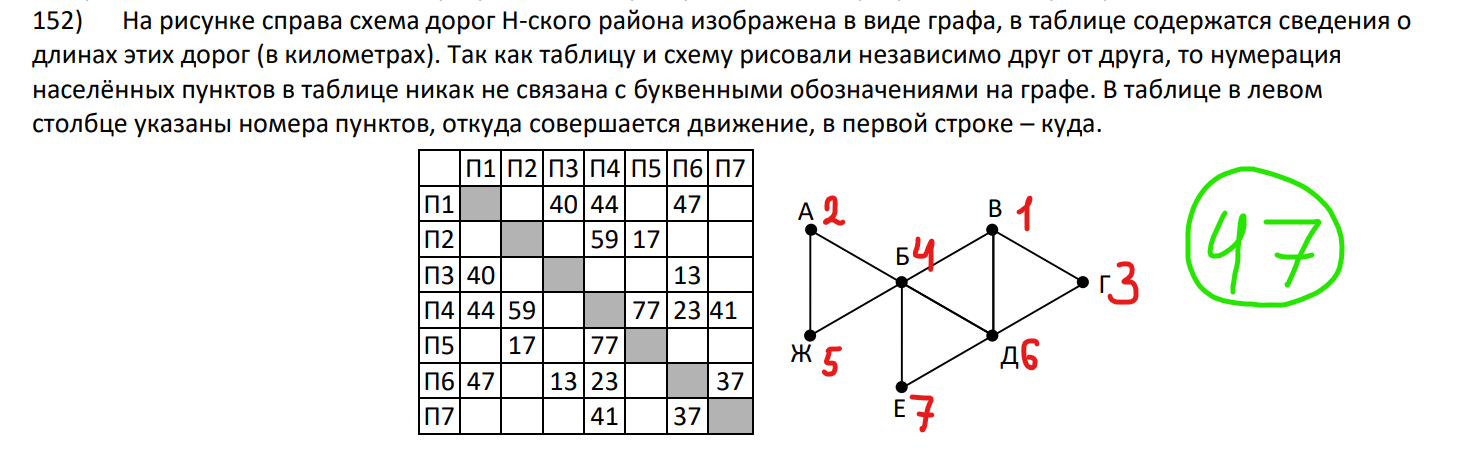 152) На рисунке справа схема дорог Н-ского района изображена в виде графа, в таблице содержатся сведения о
длинах этих дорог (в километрах). Так как таблицу и схему рисовали независимо друг от друга, то нумерация
населённых пунктов в таблице никак не связана с буквенными обозначениями на графе. В таблице в левом
столбце указаны номера пунктов, откуда совершается движение, в первой строке – куда.
П1 П2 П3 П4 П5 П6 П7
П1 40 44 47
П2 59 17
П3 40 13
П4 44 59 77 23 41
П5 17 77
П6 47 13 23 37
П7 41 37
А 2
В 1
Б 4
Г 3
Ж 5
Д 6
Е 7
47